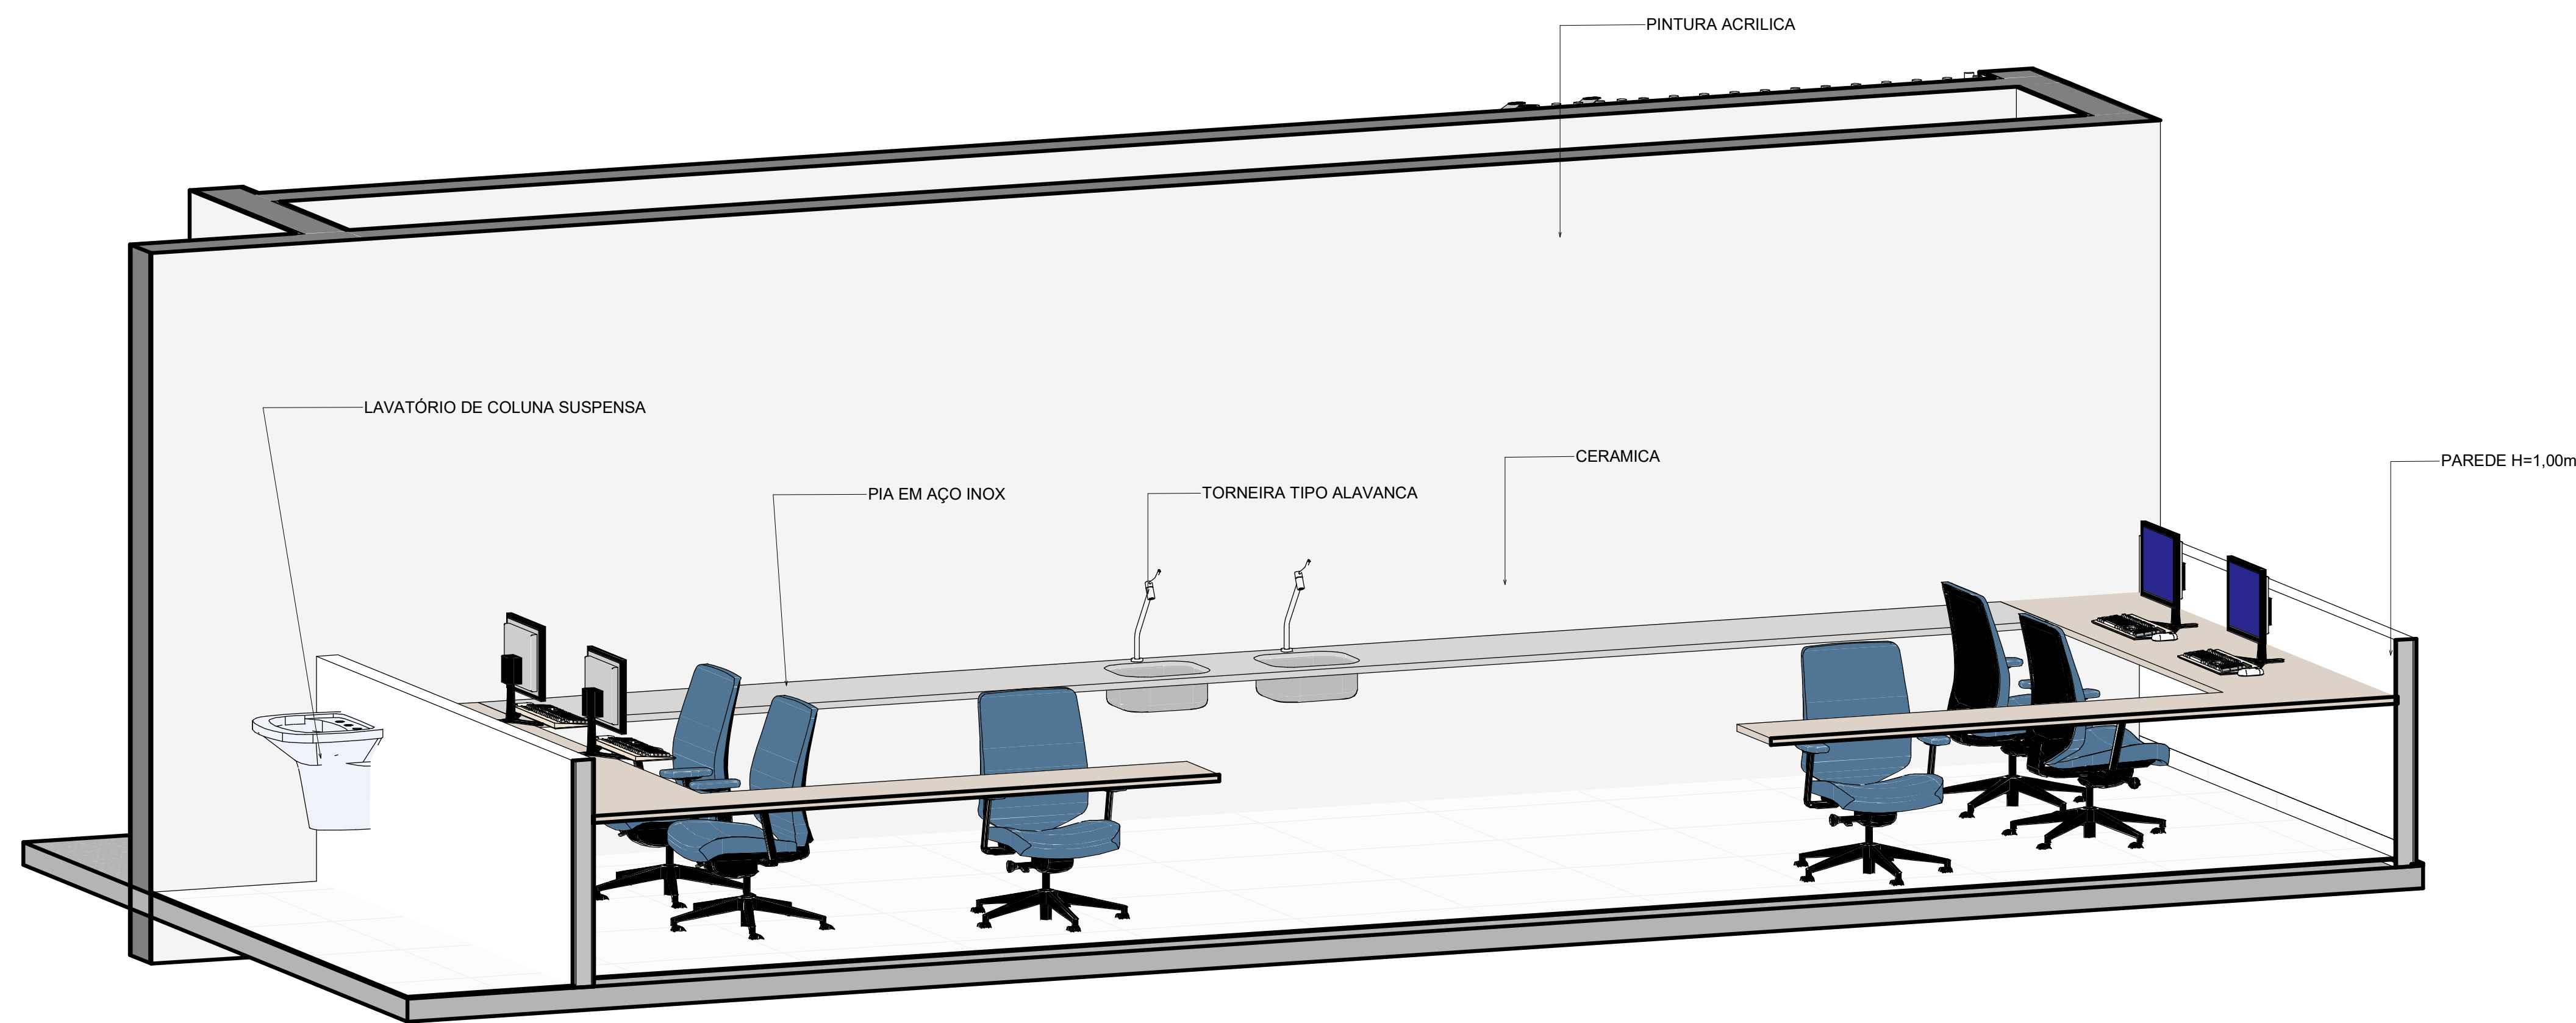 PINTURA ACRILICA
LAVATÓRIO DE COLUNA SUSPENSA
CERAMICA
PAREDE H=1,00m
PIA EM AÇO INOX
TORNEIRA TIPO ALAVANCA